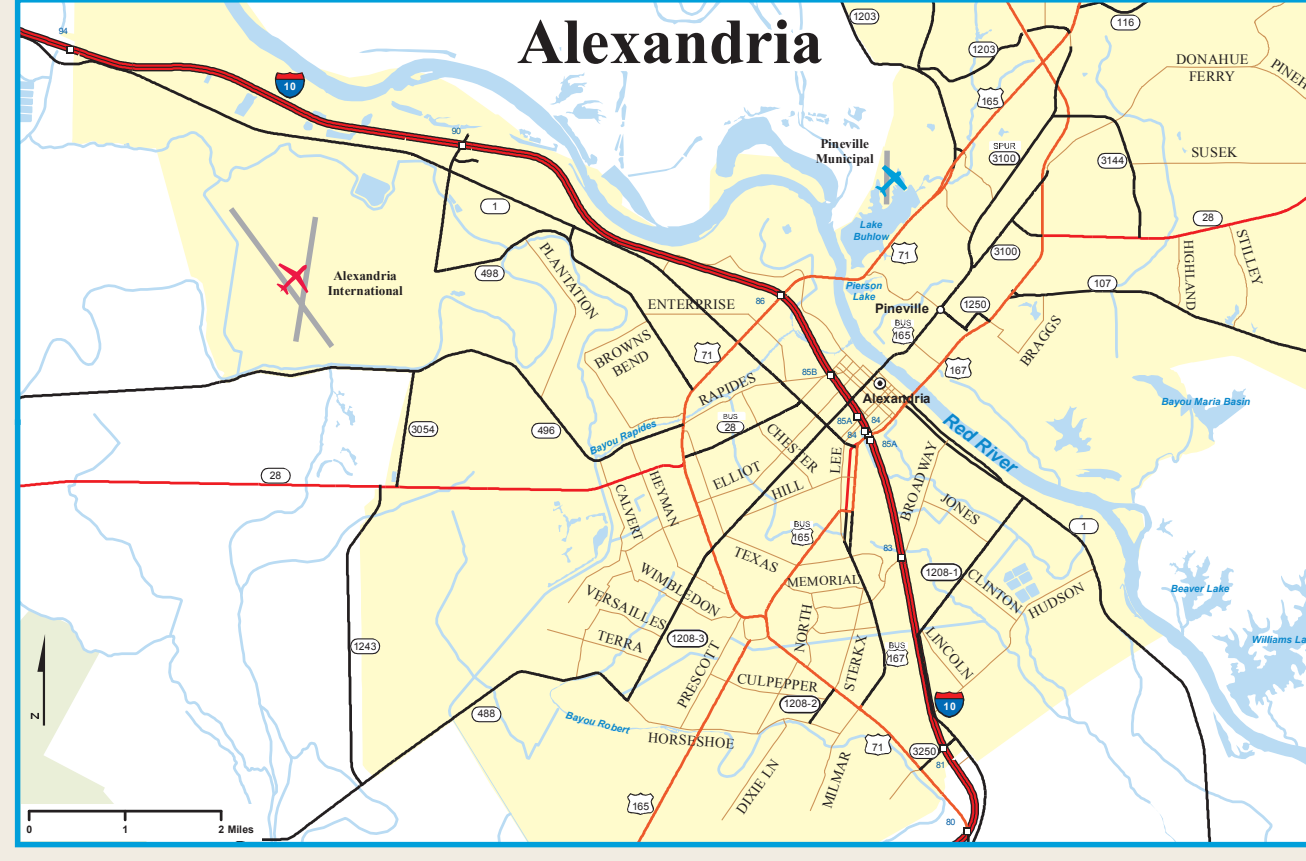 Alexandria
94
10
90
1203
1203
116
165
DONAHUE
FERRY
Pineville
Municipal
SPUR
3100
3144
SUSEK
1
Lake
Buhlow
28
Alexandria
International
498
PLANTATION
71
3100
HIGHLAND
STILLEY
Pierson
Lake
107
86
ENTERPRISE
Pineville
1250
BUS
165
BROWNS
BEND
71
BRAGGS
167
85B
RAPIDES
Alexandria
Bayou Maria Basin
3054
496
Bayou Rapides
BUS
28
85A
84
84
85A
Red River
CHESTER
LEE
BROADWAY
28
ELLIOT
HILL
HEYMAN
CALVERT
JONES
BUS
165
1
83
TEXAS
WIMBLEDON
MEMORIAL
1208-1
CLINTON
HUDSON
Beaver Lake
VERSAILLES
TERRA
1208-3
NORTH
Williams La
1243
BUS
167
LINCOLN
PRESCOTT
STERKX
CULPEPPER
1208-2
10
488
Bayou Robert
HORSESHOE
71
3250
81
N
DIXIE LN
MILMAR
165
80
0 1 2 Miles